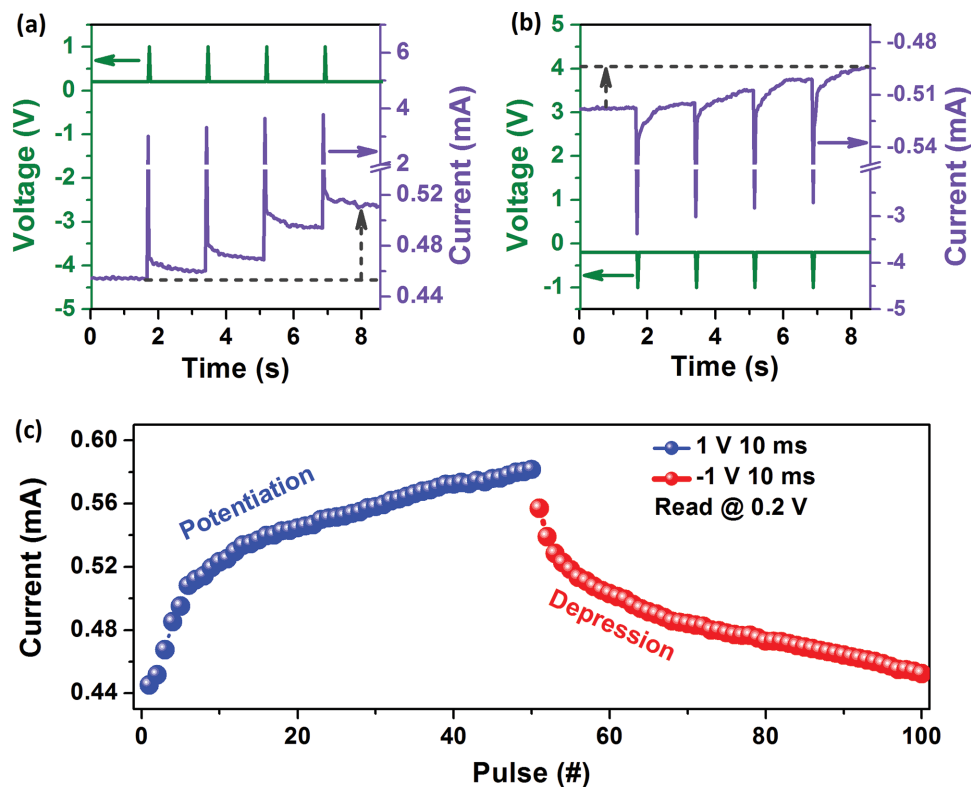 (a)
Voltage (V)
1
0
-1
-2
-3
-4
-5
0 2 4 6 8
Time (s)
6
4
2
0.52
0.48
0.44
Current (mA)
(b)
Voltage (V)
5
4
3
2
1
0
-1
0 2 4 6 8
Time (s)
-0.48
-0.51
-0.54
-3
-4
-5
Current (mA)
(c)
Current (mA)
0.60
0.56
0.52
0.48
0.44
Potentiation
Depression
1 V 10 ms
-1 V 10 ms
Read @ 0.2 V
0 20 40 60 80 100
Pulse (#)